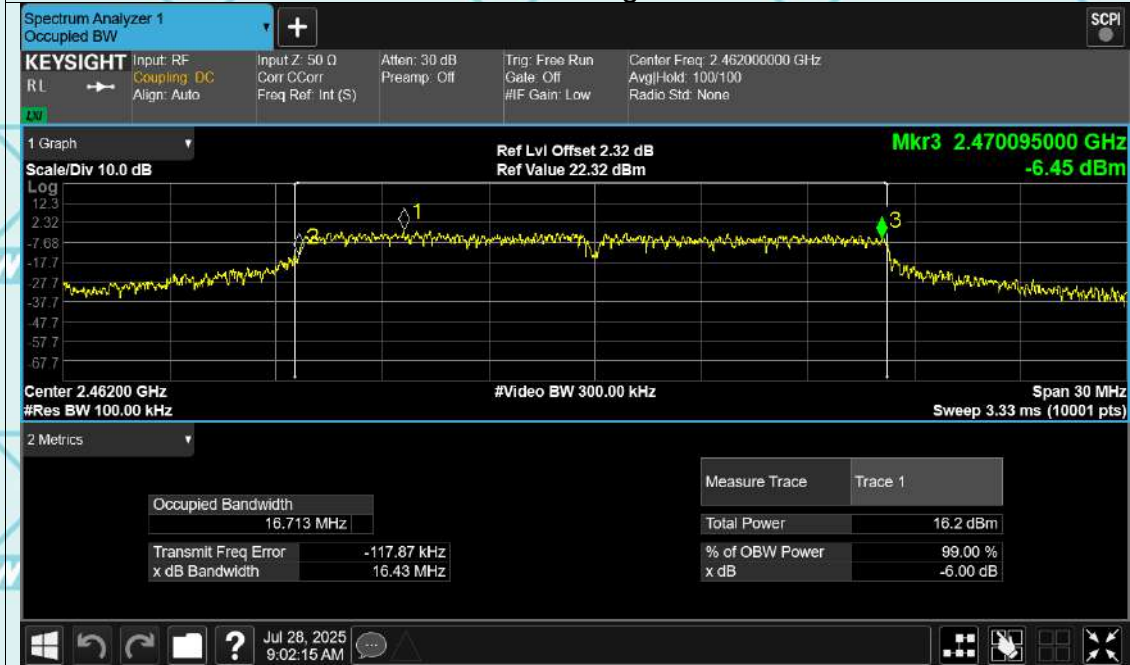 Spectrum Analyzer 1
Occupied BW
+
SCPI
KEYSIGHT
RL
LXI
Input: RF
Coupling: DC
Align: Auto
Input Z: 50 Ω
Corr CCorr
Freq Ref: Int (S)
Atten: 30 dB
Preamp: Off
Trig: Free Run
Gate: Off
#IF Gain: Low
Center Freq: 2.462000000 GHz
Avg|Hold: 100/100
Radio Std: None
1 Graph
Scale/Div 10.0 dB
Ref Lvl Offset 2.32 dB
Ref Value 22.32 dBm
Mkr3 2.470095000 GHz
-6.45 dBm
Log
12.3
2.32
-7.68
-17.7
-27.7
-37.7
-47.7
-57.7
-67.7
1
2
3
Center 2.46200 GHz
#Res BW 100.00 kHz
#Video BW 300.00 kHz
Span 30 MHz
Sweep 3.33 ms (10001 pts)
2 Metrics
Occupied Bandwidth
16.713 MHz
Transmit Freq Error -117.87 kHz
x dB Bandwidth 16.43 MHz
Measure Trace Trace 1
Total Power 16.2 dBm
% of OBW Power 99.00 %
x dB -6.00 dB
?
Jul 28, 2025
9:02:15 AM